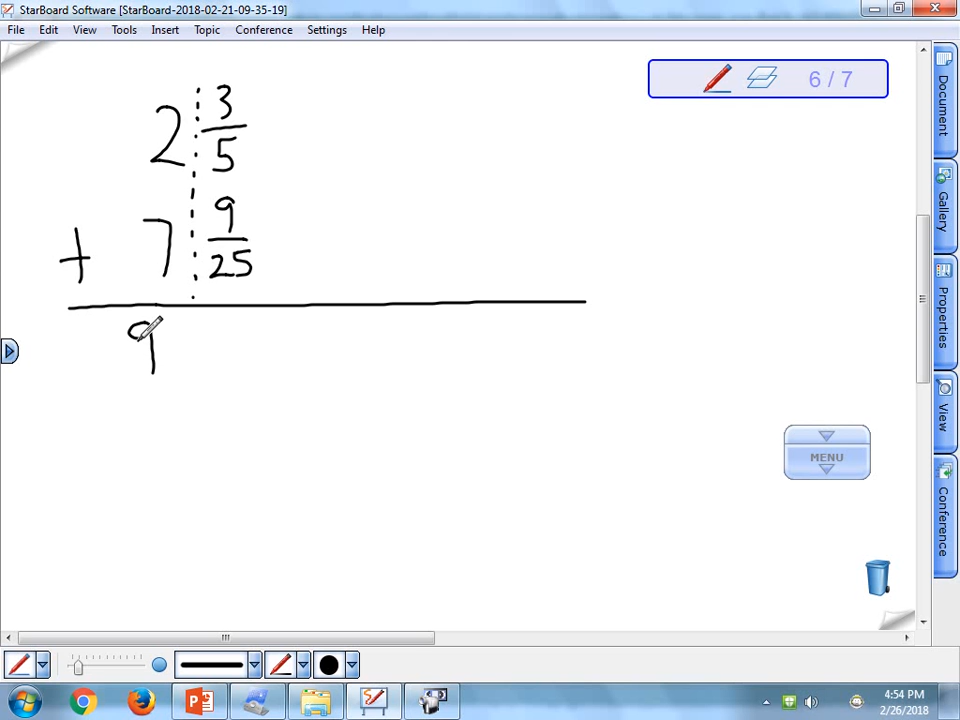 StarBoard Software [StarBoard-2018-02-21-09-35-19]
File Edit View Tools Insert Topic Conference Settings Help
6 / 7
2 3/5
+ 7 9/25
9
MENU
Document
Gallery
Properties
View
Conference
4:54 PM
2/26/2018